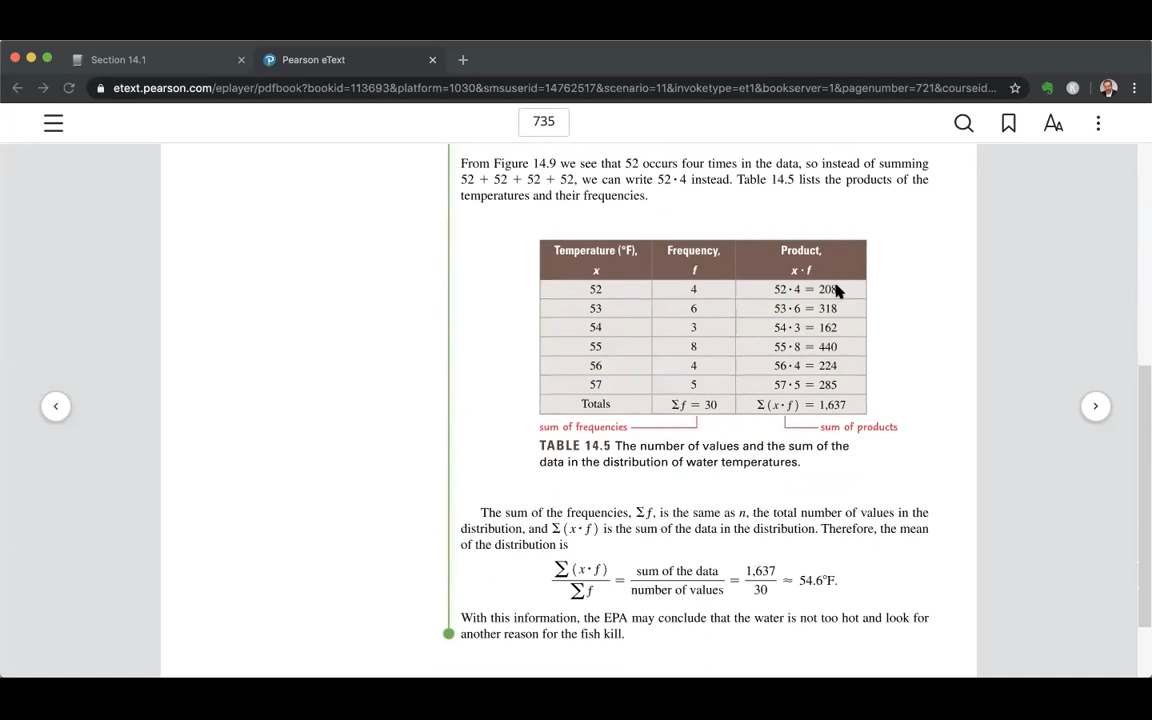 Section 14.1
Pearson eText
etext.pearson.com/eplayer/pdfbook?bookid=113693&platform=1030&smsuserid=14762517&scenario=11&invoketype=et1&bookserver=1&pagenumber=721&courseid...
735
From Figure 14.9 we see that 52 occurs four times in the data, so instead of summing
52 + 52 + 52 + 52, we can write 52 · 4 instead. Table 14.5 lists the products of the
temperatures and their frequencies.
Temperature (°F), Frequency, Product,
x f x · f
52 4 52 · 4 = 208
53 6 53 · 6 = 318
54 3 54 · 3 = 162
55 8 55 · 8 = 440
56 4 56 · 4 = 224
57 5 57 · 5 = 285
Totals Σf = 30 Σ(x · f) = 1,637
sum of frequencies sum of products
TABLE 14.5 The number of values and the sum of the
data in the distribution of water temperatures.
The sum of the frequencies, Σf, is the same as n, the total number of values in the
distribution, and Σ(x · f) is the sum of the data in the distribution. Therefore, the mean
of the distribution is
Σ(x · f) / Σf = sum of the data / number of values = 1,637 / 30 ≈ 54.6°F.
With this information, the EPA may conclude that the water is not too hot and look for
another reason for the fish kill.